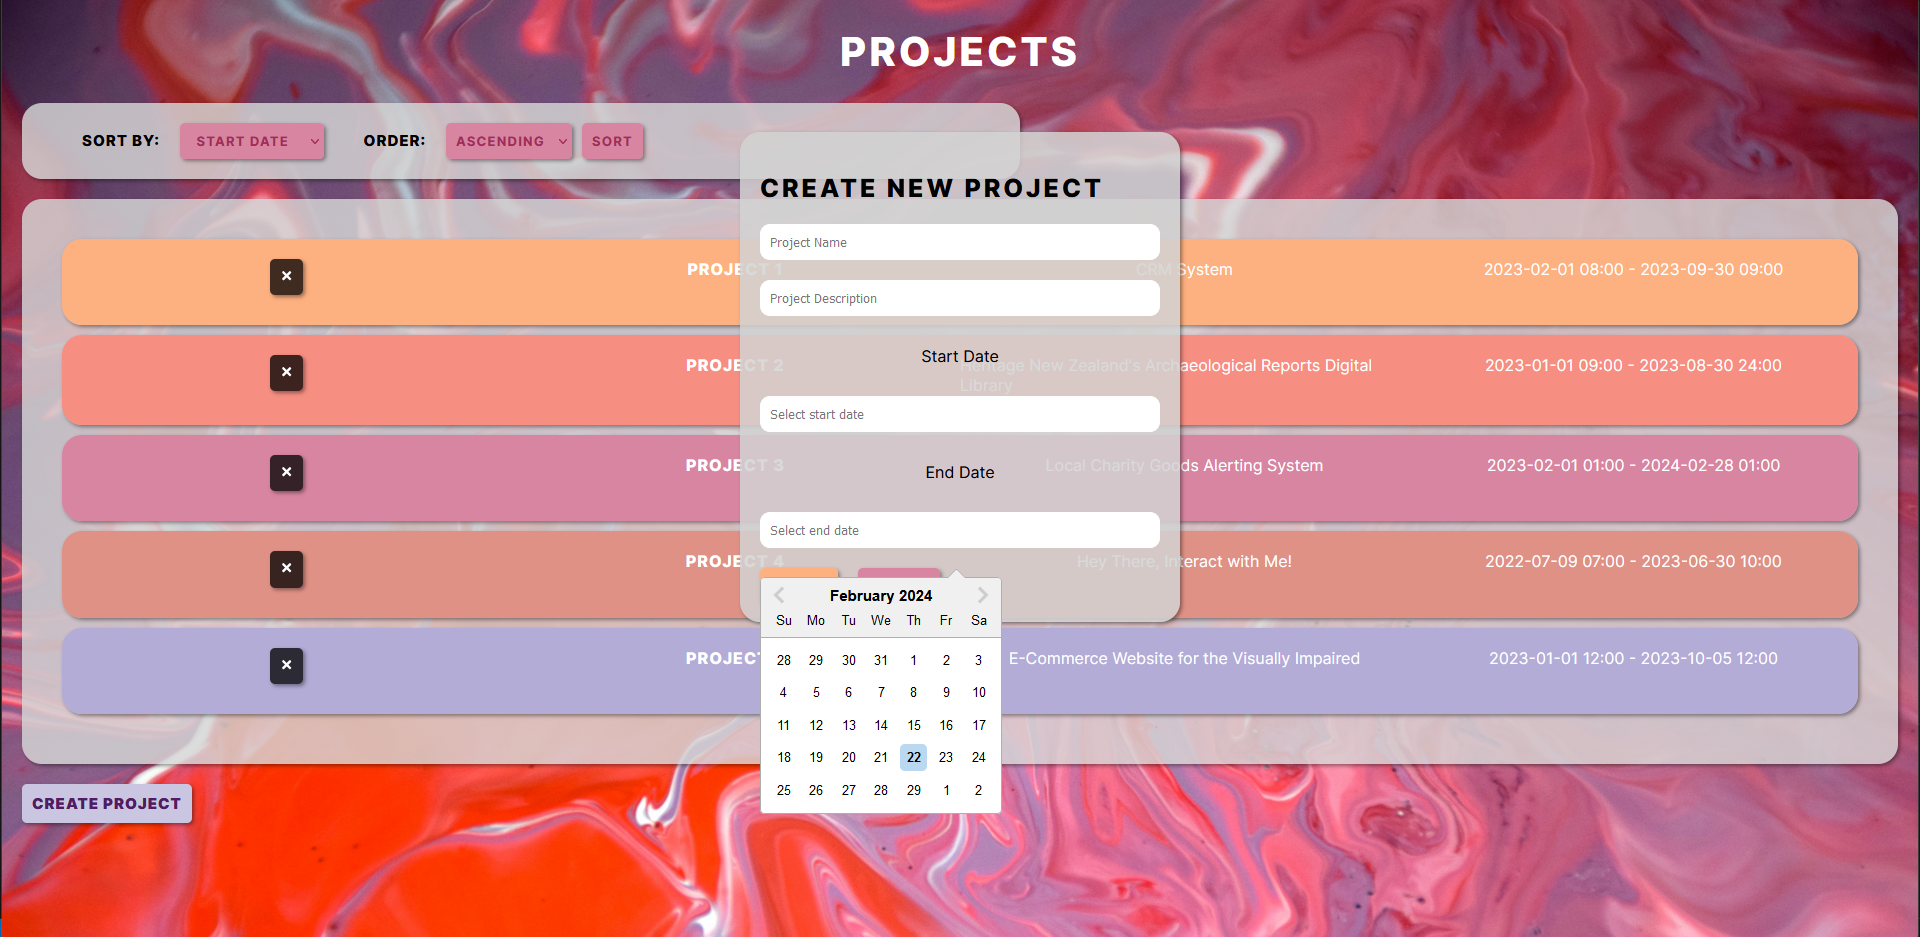 PROJECTS
SORT BY:
START DATE
ORDER:
ASCENDING
SORT
CREATE NEW PROJECT
Project Name
Project Description
Start Date
Select start date
End Date
Select end date
PROJECT 1
CRM System
2023-02-01 08:00 - 2023-09-30 09:00
PROJECT 2
Heritage New Zealand's Archaeological Reports Digital
Library
2023-01-01 09:00 - 2023-08-30 24:00
PROJECT 3
Local Charity Goods Alerting System
2023-02-01 01:00 - 2024-02-28 01:00
PROJECT 4
Hey There, Interact with Me!
2022-07-09 07:00 - 2023-06-30 10:00
PROJECT
E-Commerce Website for the Visually Impaired
2023-01-01 12:00 - 2023-10-05 12:00
February 2024
Su Mo Tu We Th Fr Sa
28 29 30 31 1 2 3
4 5 6 7 8 9 10
11 12 13 14 15 16 17
18 19 20 21 22 23 24
25 26 27 28 29 1 2
CREATE PROJECT